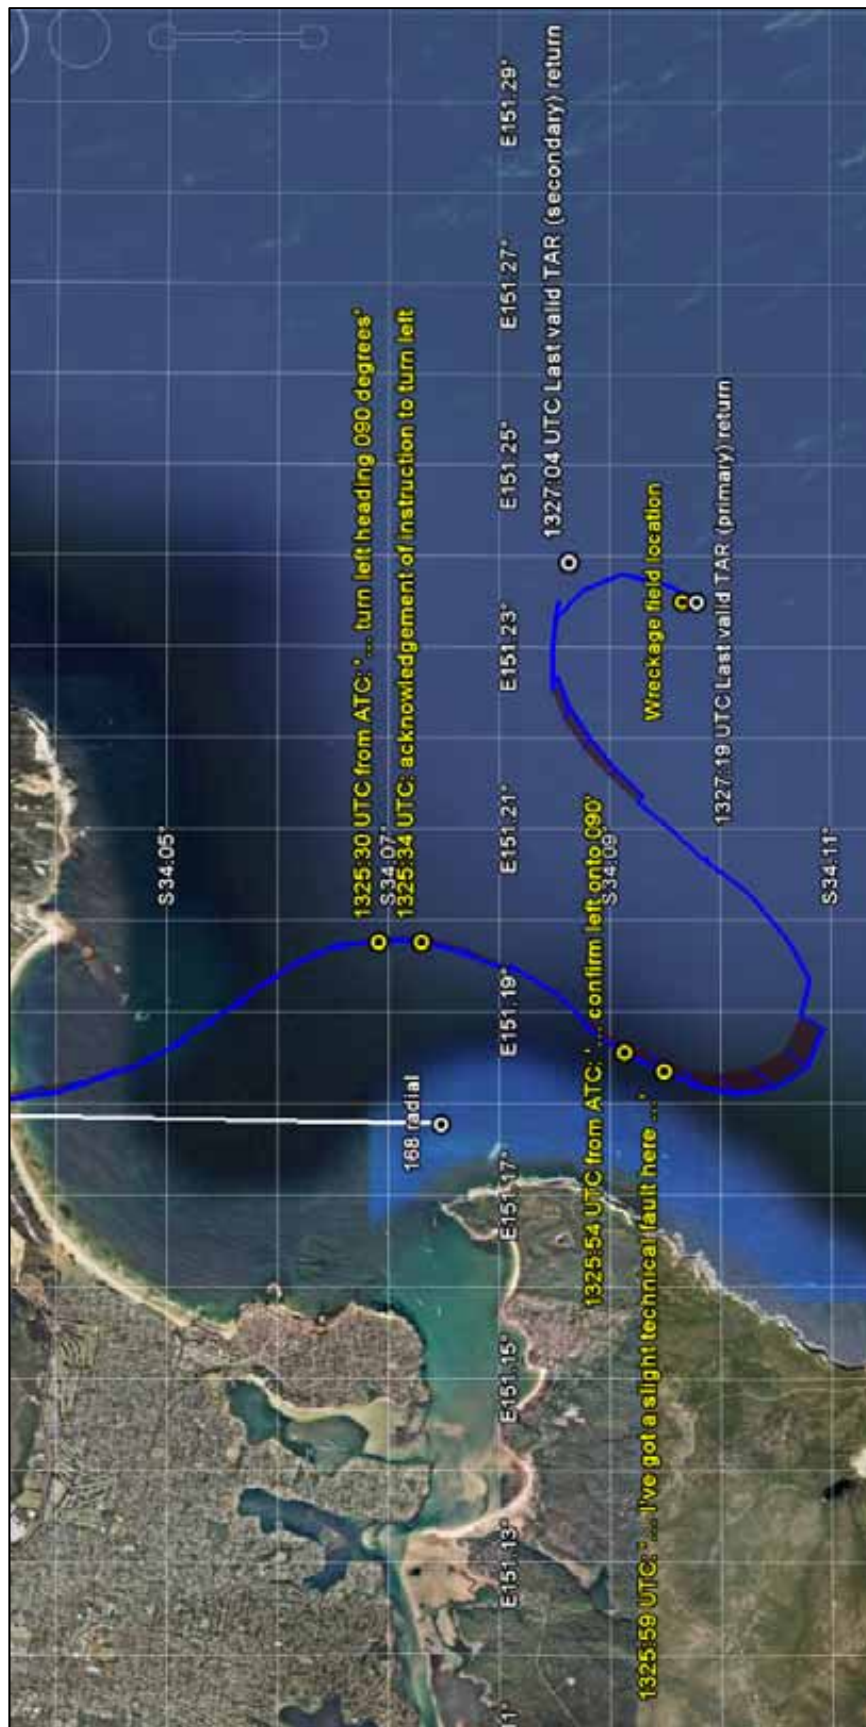 S34.05°
S34.07°
S34.09°
S34.11°
1325:30 UTC from ATC: '... turn left heading 090 degrees'
1325:34 UTC: acknowledgement of instruction to turn left
168 radial
11°
E151.13°
E151.15°
E151.17°
E151.19°
E151.21°
E151.23°
E151.25°
E151.27°
E151.29°
1327:04 UTC Last valid TAR (secondary) return
1325:54 UTC from ATC: '... confirm left onto 090'
1325:59 UTC: '... I've got a slight technical fault here ...'
Wreckage field location
1327:19 UTC Last valid TAR (primary) return